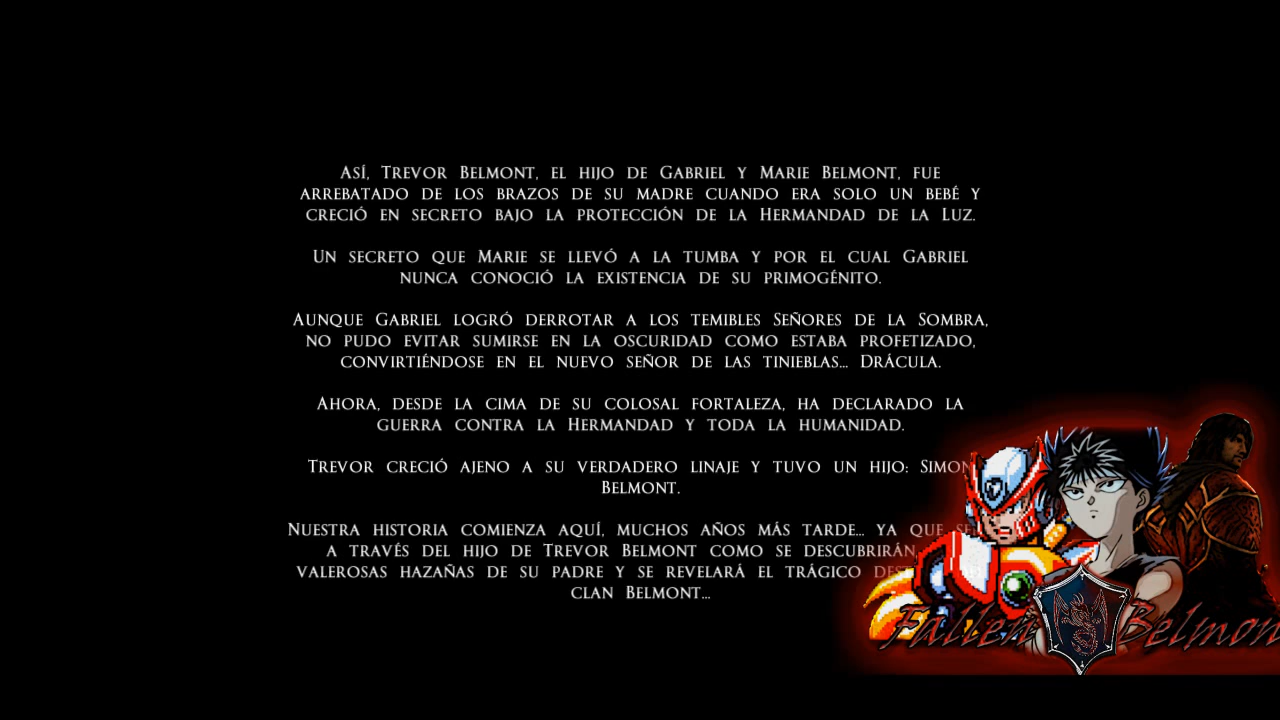 Así, Trevor Belmont, el hijo de Gabriel y Marie Belmont, fue
arrebatado de los brazos de su madre cuando era solo un bebé y
creció en secreto bajo la protección de la Hermandad de la Luz.
Un secreto que Marie se llevó a la tumba y por el cual Gabriel
nunca conoció la existencia de su primogénito.
Aunque Gabriel logró derrotar a los temibles Señores de la Sombra,
no pudo evitar sumirse en la oscuridad como estaba profetizado,
convirtiéndose en el nuevo señor de las tinieblas... Drácula.
Ahora, desde la cima de su colosal fortaleza, ha declarado la
guerra contra la Hermandad y toda la humanidad.
Trevor creció ajeno a su verdadero linaje y tuvo un hijo: Simon
Belmont.
Nuestra historia comienza aquí, muchos años más tarde... ya que
a través del hijo de Trevor Belmont como se descubrirán,
valerosas hazañas de su padre y se revelará el trágico
clan Belmont...
Fallen Belmon